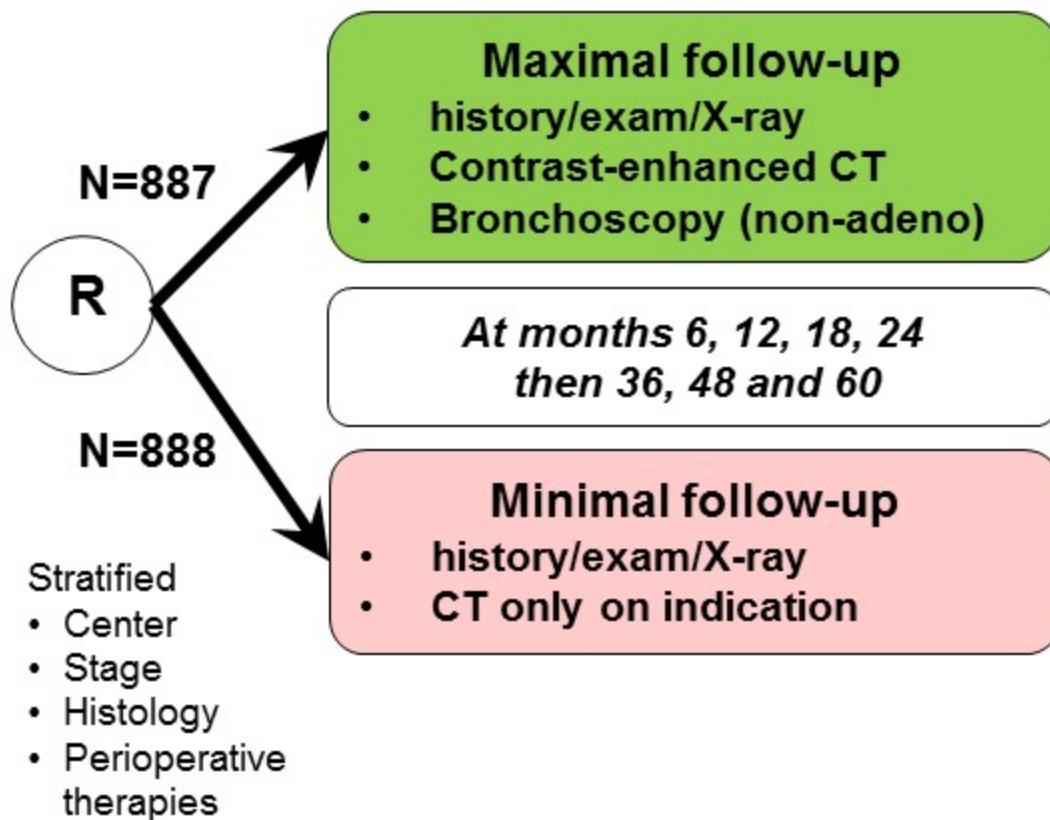 Maximal follow-up
• history/exam/X-ray
• Contrast-enhanced CT
• Bronchoscopy (non-adeno)
N=887
R
At months 6, 12, 18, 24
then 36, 48 and 60
N=888
Minimal follow-up
• history/exam/X-ray
• CT only on indication
Stratified
• Center
• Stage
• Histology
• Perioperative
therapies